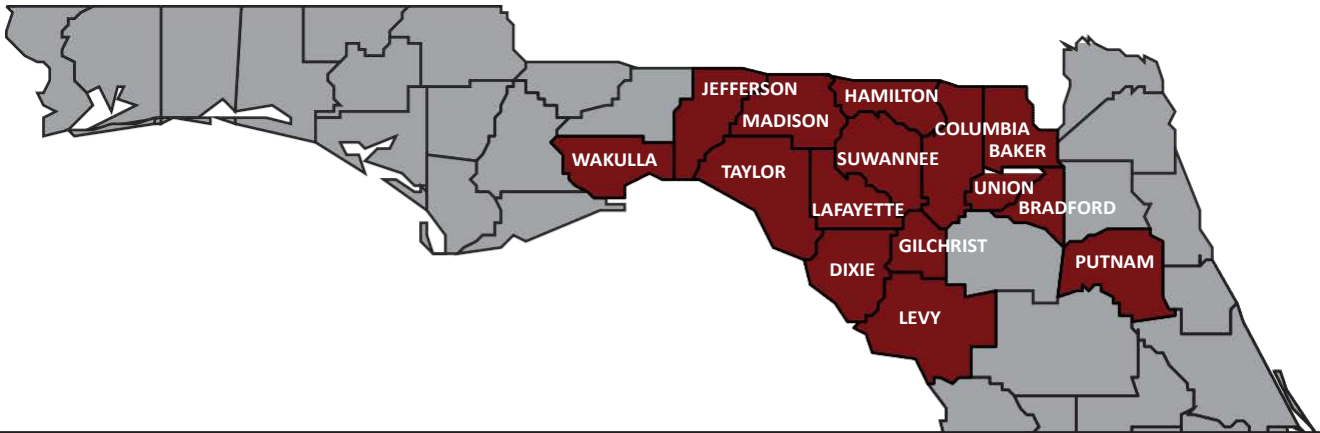 JEFFERSON
HAMILTON
MADISON
COLUMBIA
BAKER
WAKULLA
TAYLOR
SUWANNEE
UNION
LAFAYETTE
BRADFORD
GILCHRIST
DIXIE
PUTNAM
LEVY